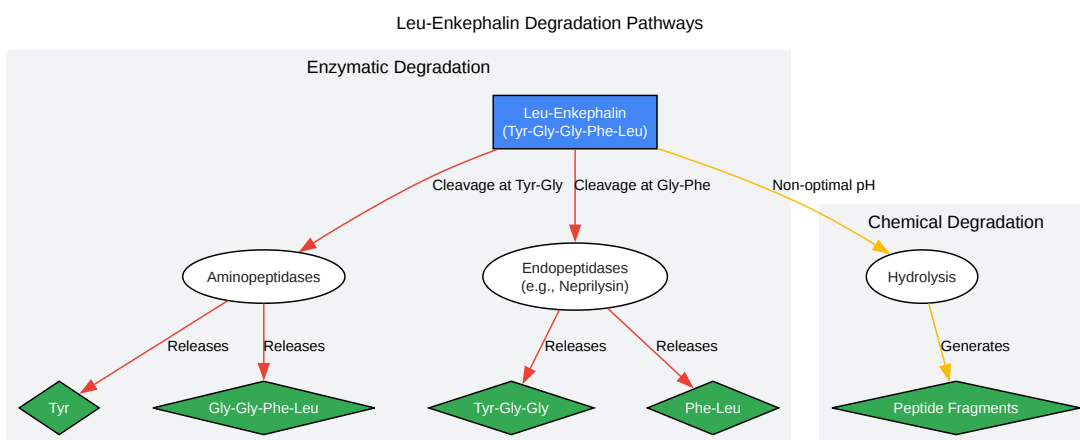 Leu-Enkephalin Degradation Pathways
Enzymatic Degradation
Leu-Enkephalin
(Tyr-Gly-Gly-Phe-Leu)
Cleavage at Tyr-Gly
Cleavage at Gly-Phe
Non-optimal pH
Chemical Degradation
Aminopeptidases
Endopeptidases
(e.g., Neprilysin)
Hydrolysis
Releases
Releases
Releases
Releases
Generates
Tyr
Gly-Gly-Phe-Leu
Tyr-Gly-Gly
Phe-Leu
Peptide Fragments